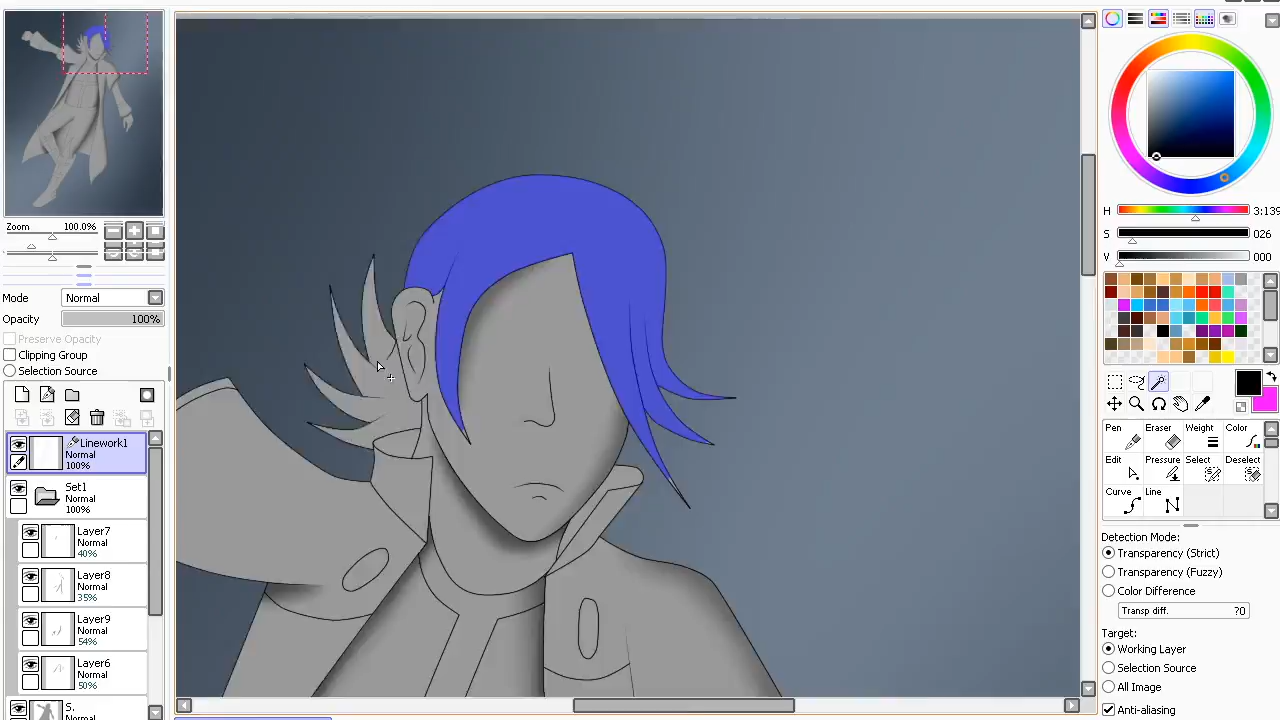 Zoom 100.0%
Mode Normal
Opacity 100%
Preserve Opacity
Clipping Group
Selection Source
Linework1
Normal
100%
Set1
Normal
100%
Layer7
Normal
40%
Layer8
Normal
35%
Layer9
Normal
54%
Layer6
Normal
50%
S.
Normal
H 3:139
S 026
V 000
Pen Eraser Weight Color
Edit Pressure Select Deselect
Curve Line
Detection Mode:
Transparency (Strict)
Transparency (Fuzzy)
Color Difference
Transp diff. ?0
Target:
Working Layer
Selection Source
All Image
Anti-aliasing